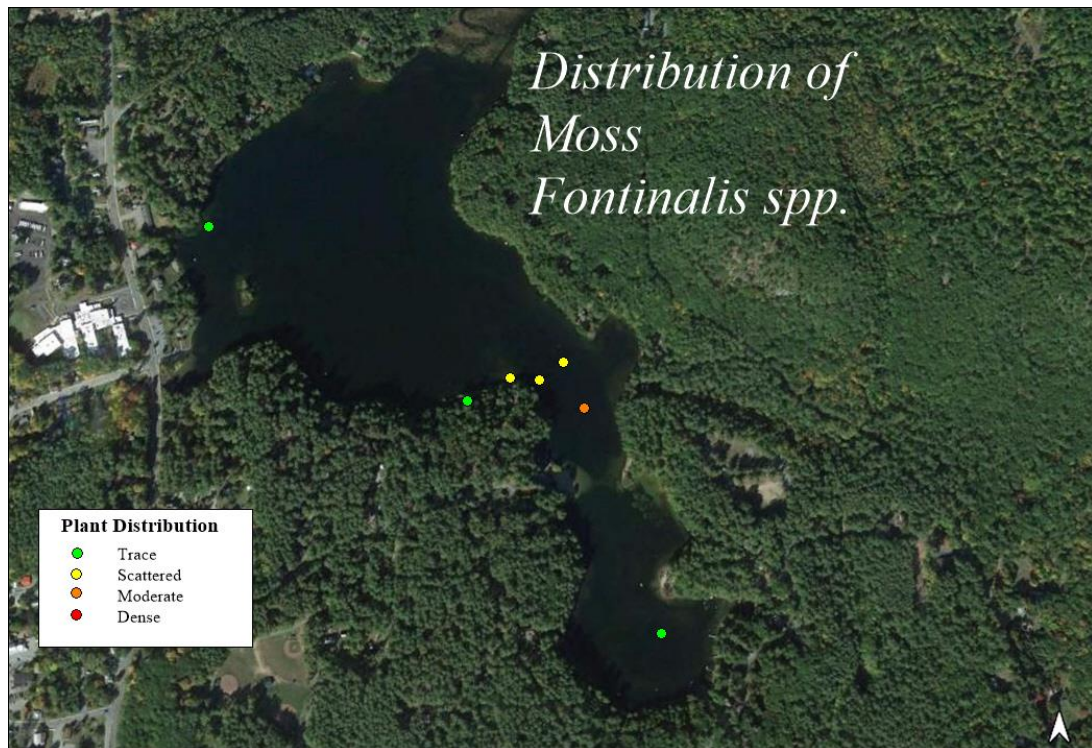 Distribution of
Moss
Fontinalis spp.
Plant Distribution
Trace
Scattered
Moderate
Dense